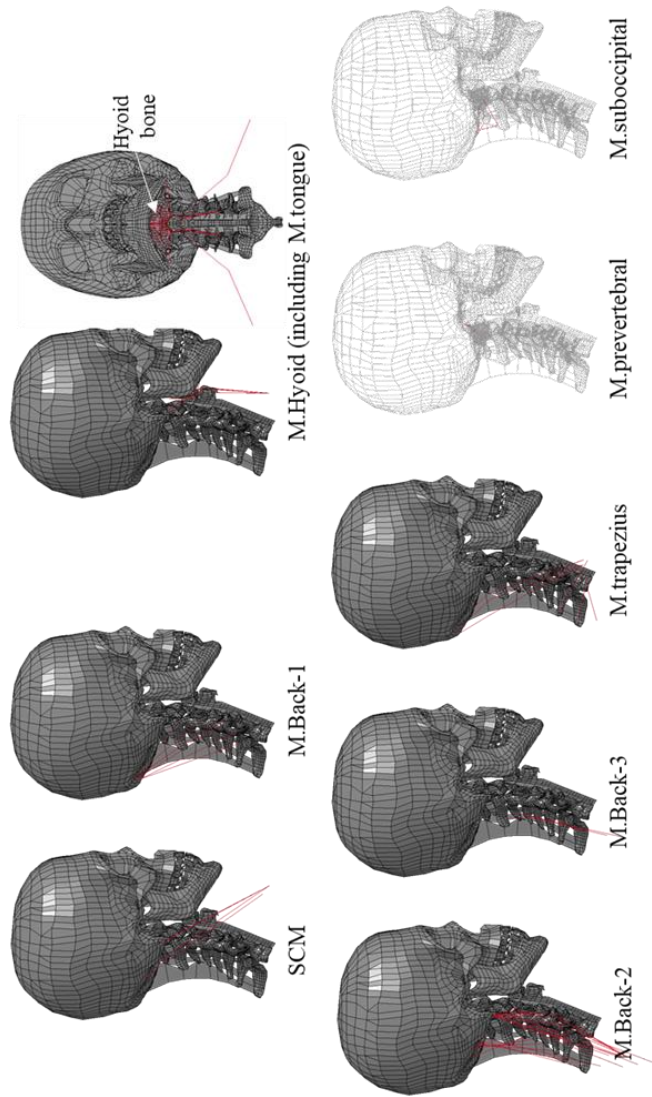 Hyoid
bone
SCM
M.Back-1
M.Hyoid (including M.tongue)
M.Back-2
M.Back-3
M.trapezius
M.prevertebral
M.suboccipital